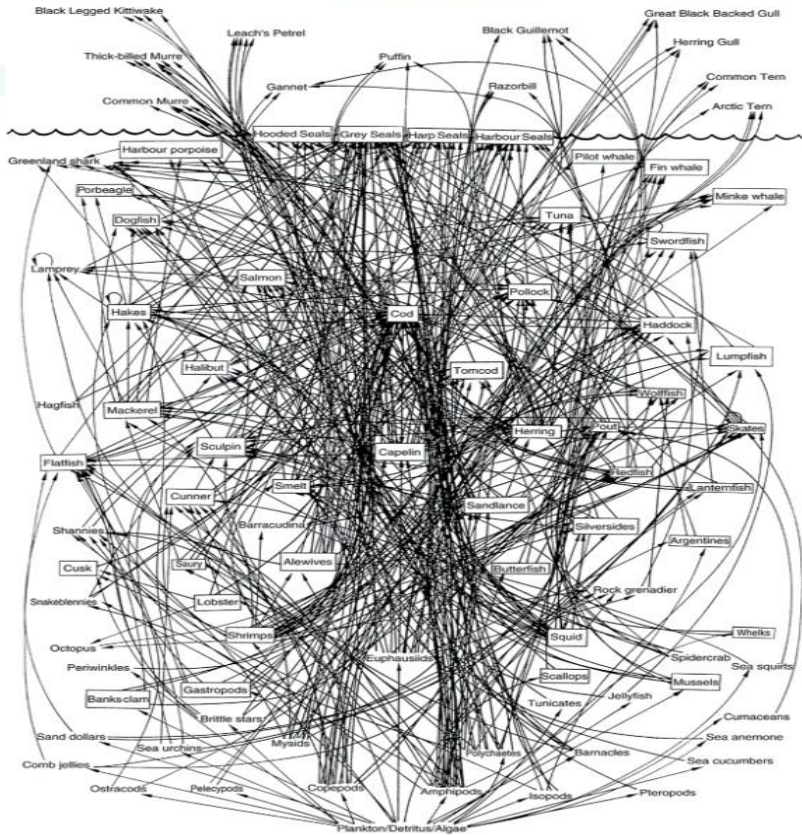 Black Legged Kittiwake
Great Black Backed Gull
Leach's Petrel
Black Guillemot
Herring Gull
Thick-billed Murre
Puffin
Common Tern
Gannet
Razorbill
Common Murre
Arctic Tern
Hooded Seals
Grey Seals
Harp Seals
Harbour Seals
Harbour porpoise
Pilot whale
Greenland shark
Fin whale
Porbeagle
Minke whale
Dogfish
Tuna
Swordfish
Lamprey
Salmon
Pollock
Hakes
Cod
Haddock
Lumpfish
Halibut
Tomcod
Wolffish
Hagfish
Mackerel
Herring
Pout
Skates
Sculpin
Capelin
Flatfish
Redfish
Smelt
Lanternfish
Cunner
Sandlance
Barracudina
Silversides
Shannies
Argentines
Saury
Alewives
Cusk
Butterfish
Rock grenadier
Snakeblennies
Lobster
Shrimps
Squid
Whelks
Octopus
Euphausiids
Spidercrab
Sea squirts
Periwinkles
Scallops
Mussels
Gastropods
Jellyfish
Banksclam
Tunicates
Brittle stars
Cumaceans
Sand dollars
Mysids
Sea anemone
Sea urchins
Polychaetes
Barnacles
Comb jellies
Sea cucumbers
Ostracods
Pelecypods
Copepods
Amphipods
Isopods
Pteropods
Plankton/Detritus/Algae